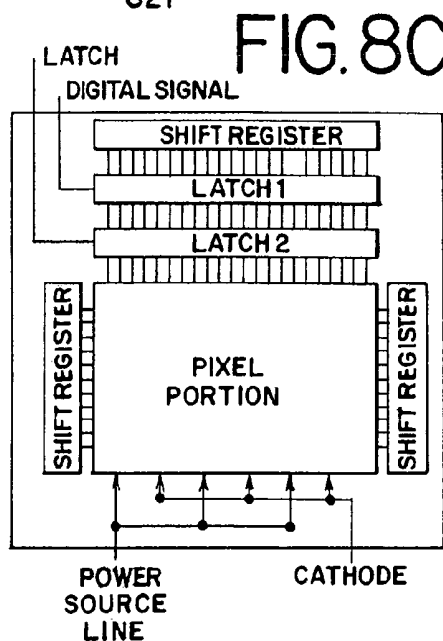 FIG. 8C
LATCH
DIGITAL SIGNAL
SHIFT REGISTER
LATCH 1
LATCH 2
SHIFT REGISTER
PIXEL
PORTION
SHIFT REGISTER
POWER
SOURCE
LINE
CATHODE